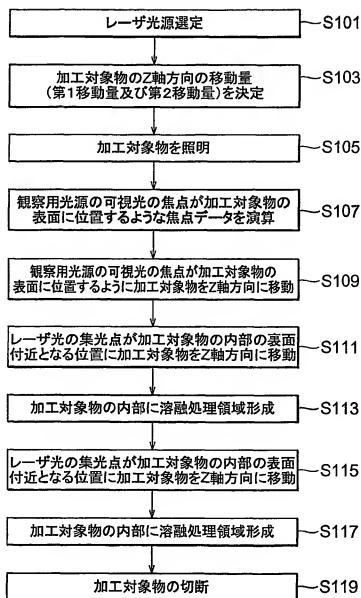 レーザ光源選定
S101
加工対象物のZ軸方向の移動量
(第1移動量及び第2移動量)を決定
S103
加工対象物を照明
S105
観察用光源の可視光の焦点が加工対象物の
表面に位置するような焦点データを演算
S107
観察用光源の可視光の焦点が加工対象物の
表面に位置するように加工対象物をZ軸方向に移動
S109
レーザ光の集光点が加工対象物の内部の裏面
付近となる位置に加工対象物をZ軸方向に移動
S111
加工対象物の内部に溶融処理領域形成
S113
レーザ光の集光点が加工対象物の内部の表面
付近となる位置に加工対象物をZ軸方向に移動
S115
加工対象物の内部に溶融処理領域形成
S117
加工対象物の切断
S119